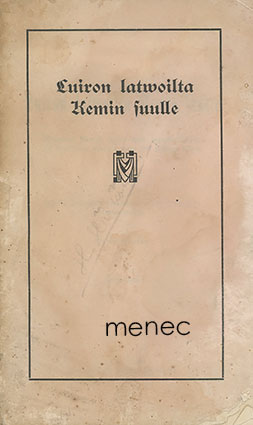 Luiron latwoilta
Kemin suulle
menec